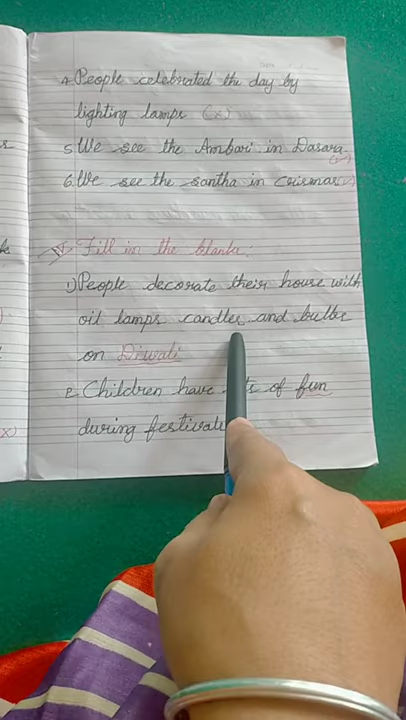 4. People celebrated the day by
lighting lamps (x)
5. We see the Ambari in Dasara (✓)
6. We see the santha in Crismas (✓)
IV Fill in the blanks.
1) People decorate their house with
oil lamps candles and bulbs
on Diwali
2. Children have of fun
during festivals
(x)